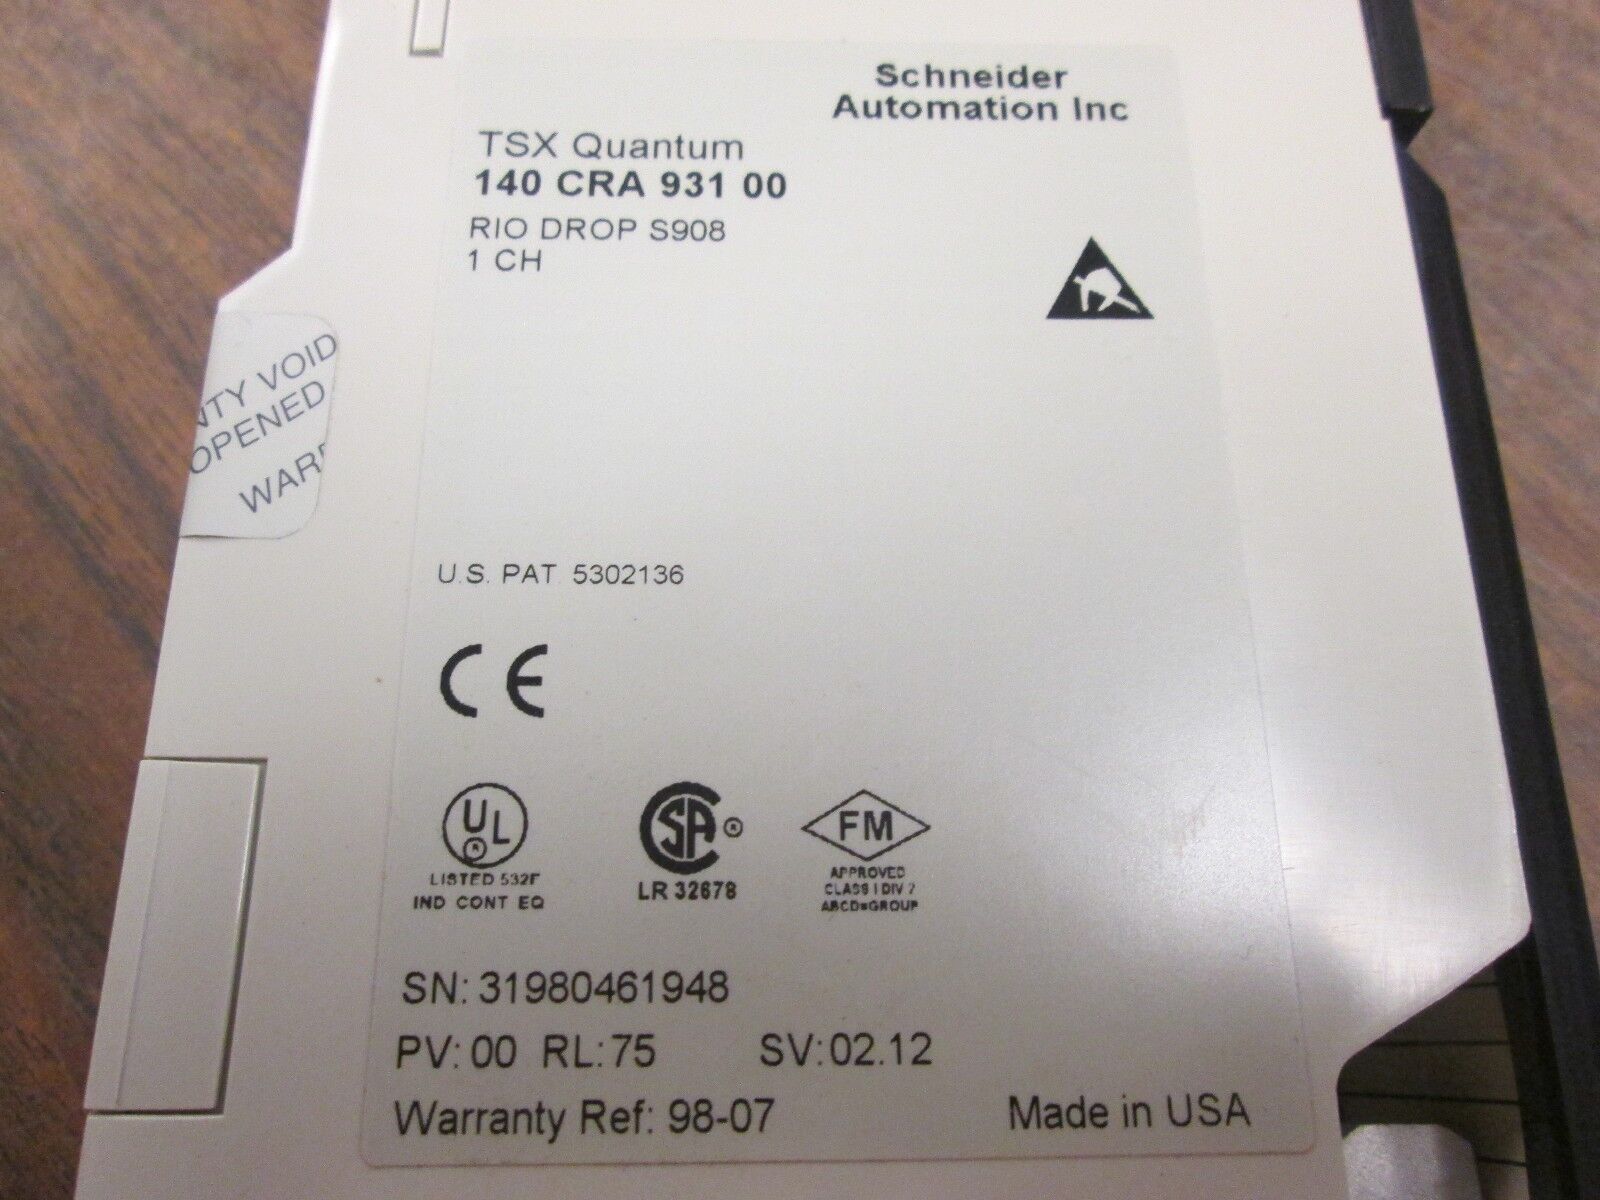 Schneider
Automation Inc
TSX Quantum
140 CRA 931 00
RIO DROP S908
1 CH
NTY VOID
OPENED
WARR
U.S. PAT. 5302136
CE
UL
LISTED 532F
IND CONT EQ
SA
LR 32678
FM
APPROVED
CLASS I DIV 2
ABCD GROUP
SN: 31980461948
PV: 00 RL: 75 SV: 02.12
Warranty Ref: 98-07 Made in USA